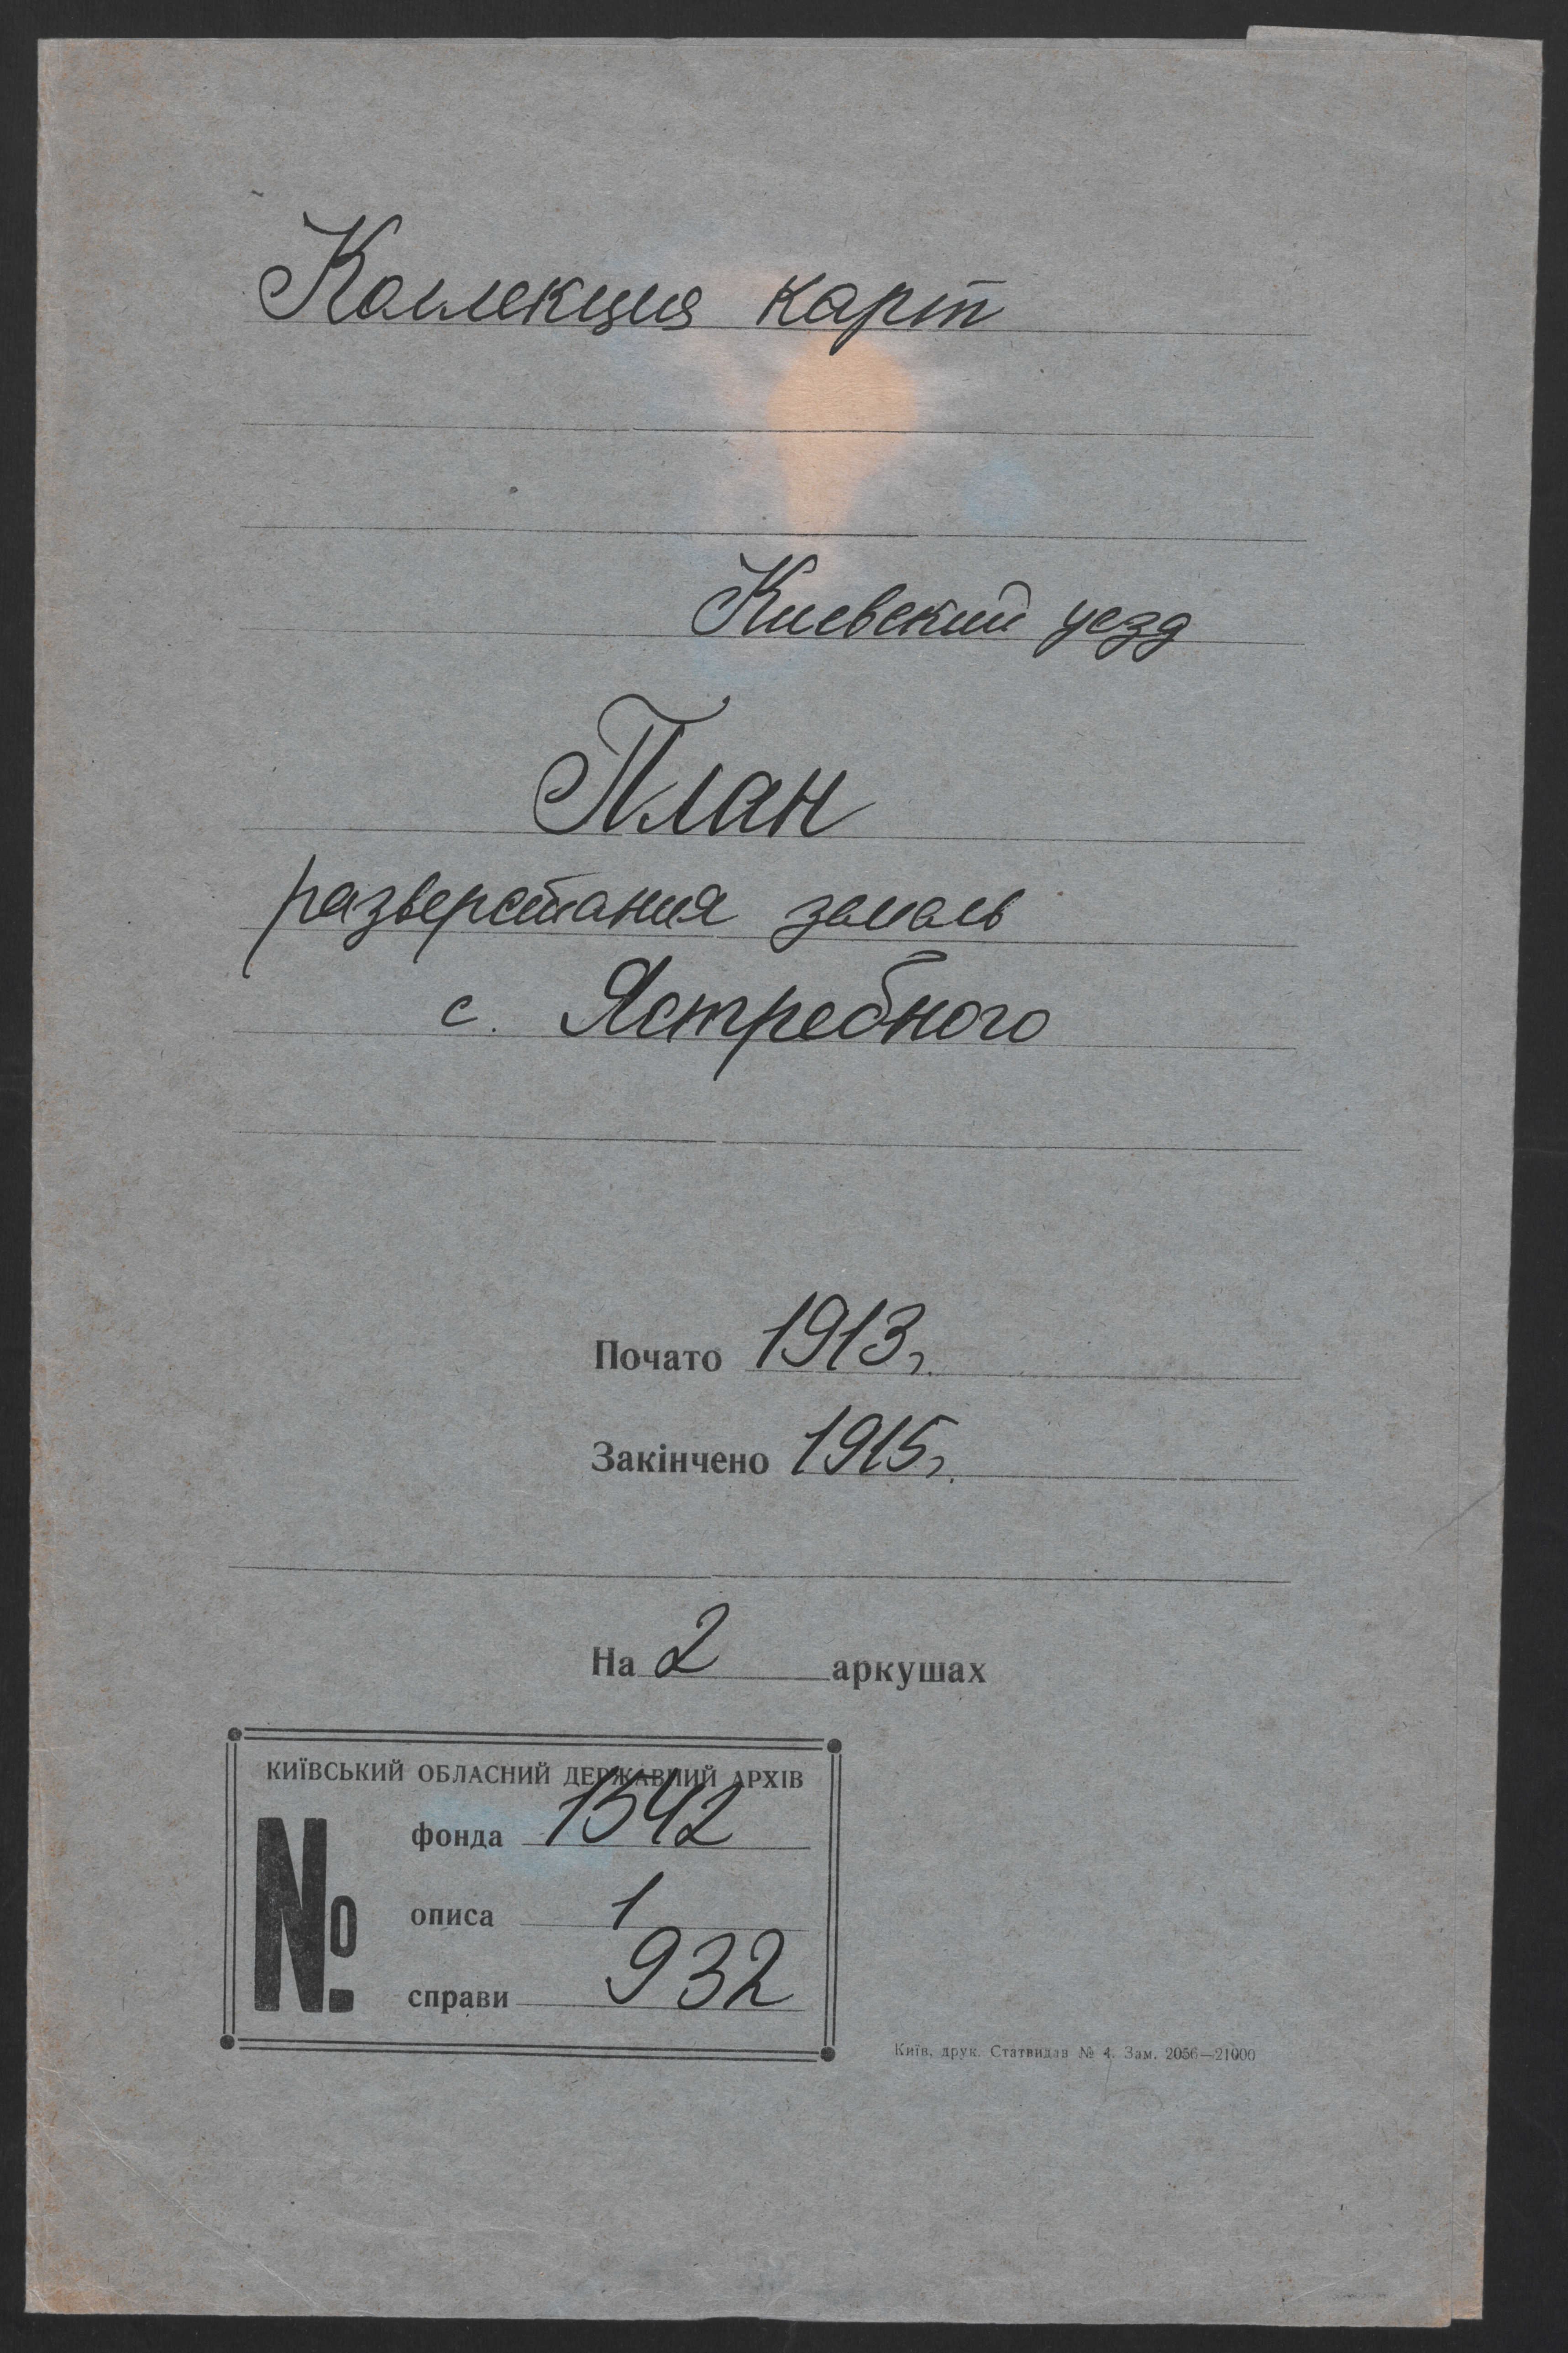 Коллекция карт
Киевский уезд
План
разверстания земель
с. Ястребного
Почато 1913 г.
Закінчено 1915 г.
На 2 аркушах
КИЇВСЬКИЙ ОБЛАСНИЙ ДЕРЖАВНИЙ АРХІВ
№
фонда 1542
описа 1
справи 932
Київ, друк. Статвидав № 4. Зам. 2056—21000